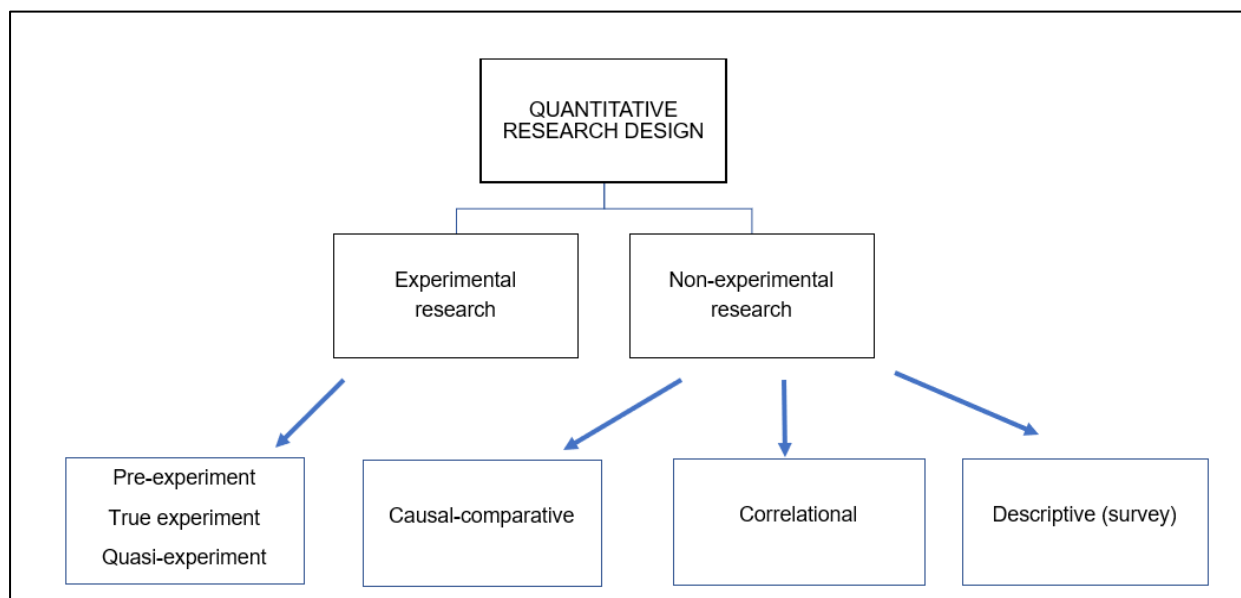 QUANTITATIVE
RESEARCH DESIGN
Experimental
research
Non-experimental
research
Pre-experiment
True experiment
Quasi-experiment
Causal-comparative
Correlational
Descriptive (survey)